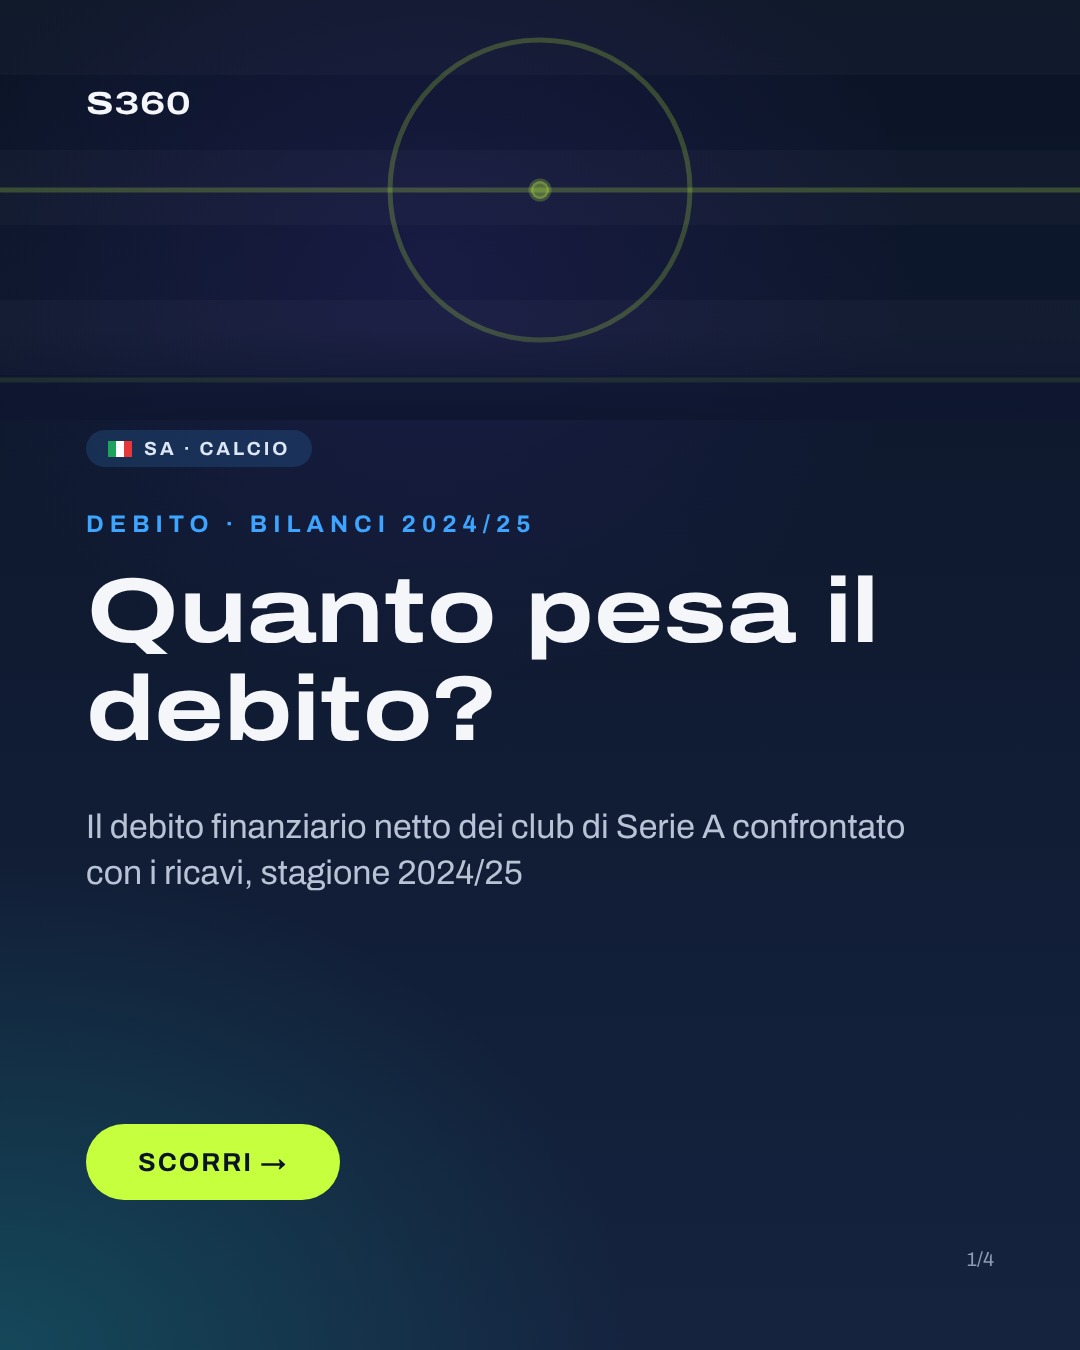 S360
SA · CALCIO
DEBITO · BILANCI 2024/25
Quanto pesa il
debito?
Il debito finanziario netto dei club di Serie A confrontato
con i ricavi, stagione 2024/25
SCORRI →
1/4